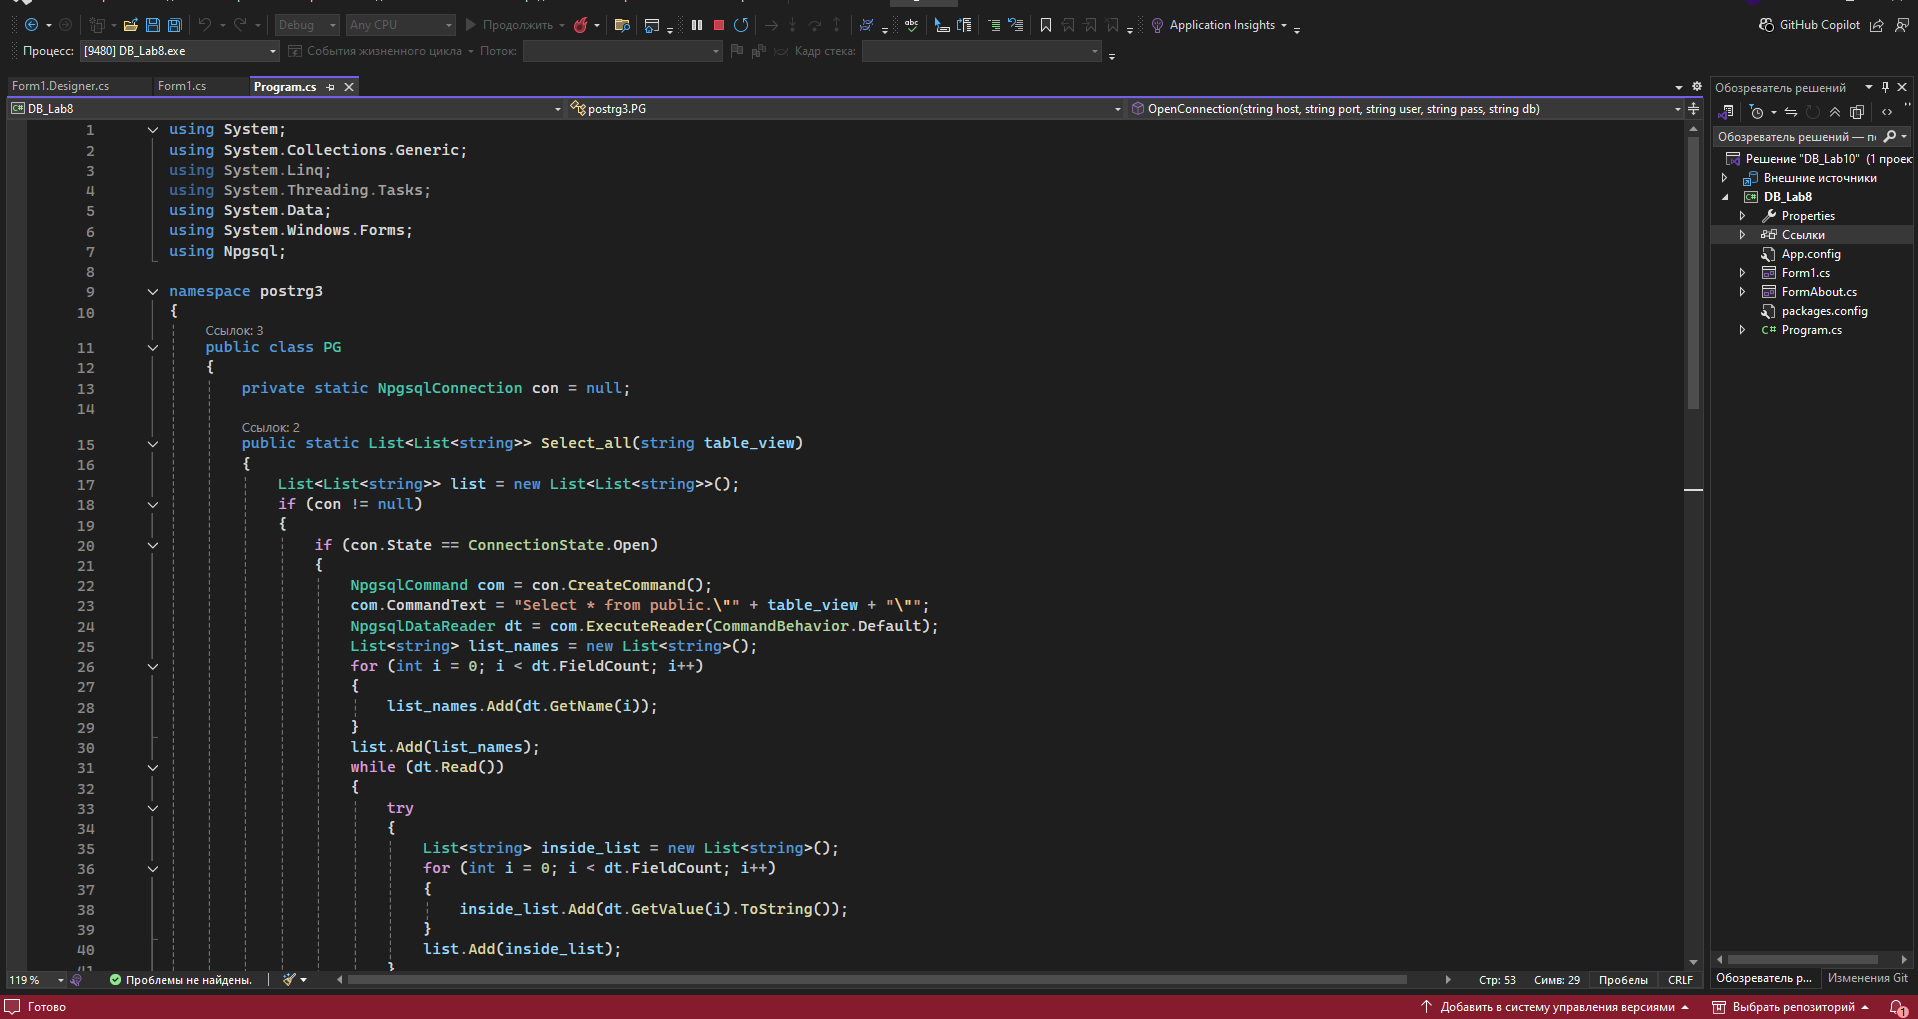 Debug Any CPU Продолжить Application Insights GitHub Copilot
Процесс: [9480] DB_Lab8.exe События жизненного цикла Поток: Кадр стека:
Form1.Designer.cs Form1.cs Program.cs
DB_Lab8 postrg3.PG OpenConnection(string host, string port, string user, string pass, string db)
1 using System;
2 using System.Collections.Generic;
3 using System.Linq;
4 using System.Threading.Tasks;
5 using System.Data;
6 using System.Windows.Forms;
7 using Npgsql;
8
9 namespace postrg3
10 {
Ссылок: 3
11 public class PG
12 {
13 private static NpgsqlConnection con = null;
14
Ссылок: 2
15 public static List<List<string>> Select_all(string table_view)
16 {
17 List<List<string>> list = new List<List<string>>();
18 if (con != null)
19 {
20 if (con.State == ConnectionState.Open)
21 {
22 NpgsqlCommand com = con.CreateCommand();
23 com.CommandText = "Select * from public.\"" + table_view + "\"";
24 NpgsqlDataReader dt = com.ExecuteReader(CommandBehavior.Default);
25 List<string> list_names = new List<string>();
26 for (int i = 0; i < dt.FieldCount; i++)
27 {
28 list_names.Add(dt.GetName(i));
29 }
30 list.Add(list_names);
31 while (dt.Read())
32 {
33 try
34 {
35 List<string> inside_list = new List<string>();
36 for (int i = 0; i < dt.FieldCount; i++)
37 {
38 inside_list.Add(dt.GetValue(i).ToString());
39 }
40 list.Add(inside_list);
41 }
119 % Проблемы не найдены. Стр: 53 Симв: 29 Пробелы CRLF
Обозреватель решений
Обозреватель решений — п
Решение "DB_Lab10" (1 проек
Внешние источники
DB_Lab8
Properties
Ссылки
App.config
Form1.cs
FormAbout.cs
packages.config
Program.cs
Обозреватель р... Изменения Git
Готово Добавить в систему управления версиями Выбрать репозиторий 1